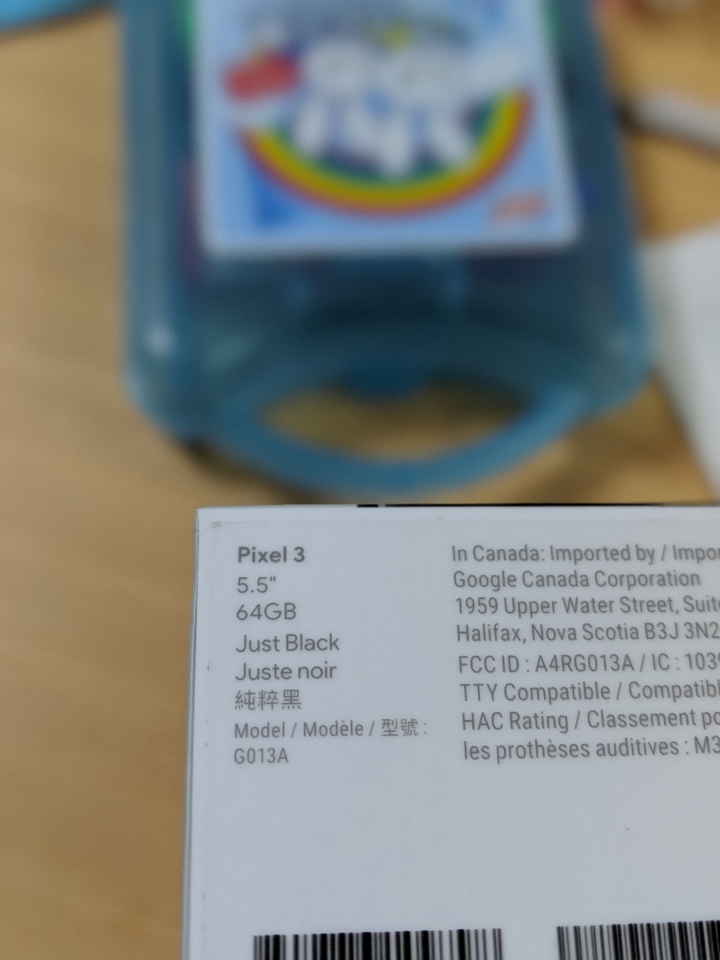 Pixel 3
5.5"
64GB
Just Black
Juste noir
純粹黑
Model / Modèle / 型號 :
G013A
In Canada: Imported by /
Google Canada Corporation
1959 Upper Water Street,
Halifax, Nova Scotia B3J 3N2
FCC ID : A4RG013A / IC :
TTY Compatible /
HAC Rating / Classement
les prothèses auditives :